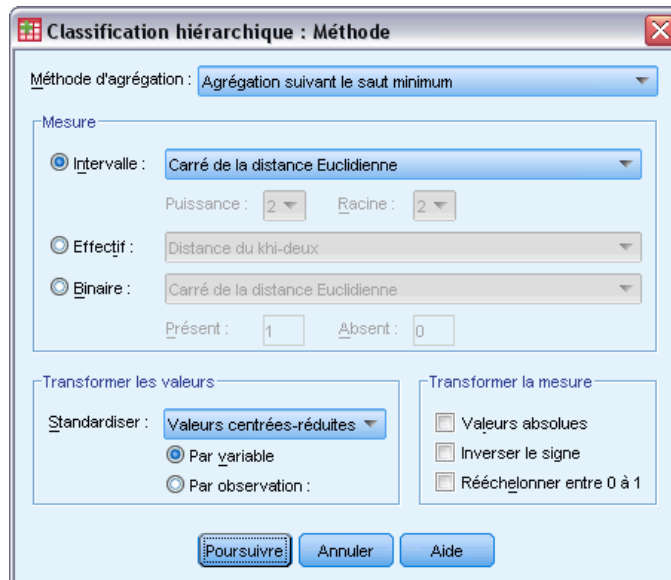 Classification hiérarchique : Méthode
Méthode d'agrégation : Agrégation suivant le saut minimum
Mesure
Intervalle : Carré de la distance Euclidienne
Puissance : 2 Racine : 2
Effectif : Distance du khi-deux
Binaire : Carré de la distance Euclidienne
Présent : 1 Absent : 0
Transformer les valeurs
Standardiser : Valeurs centrées-réduites
Par variable
Par observation :
Transformer la mesure
Valeurs absolues
Inverser le signe
Rééchelonner entre 0 à 1
Poursuivre Annuler Aide